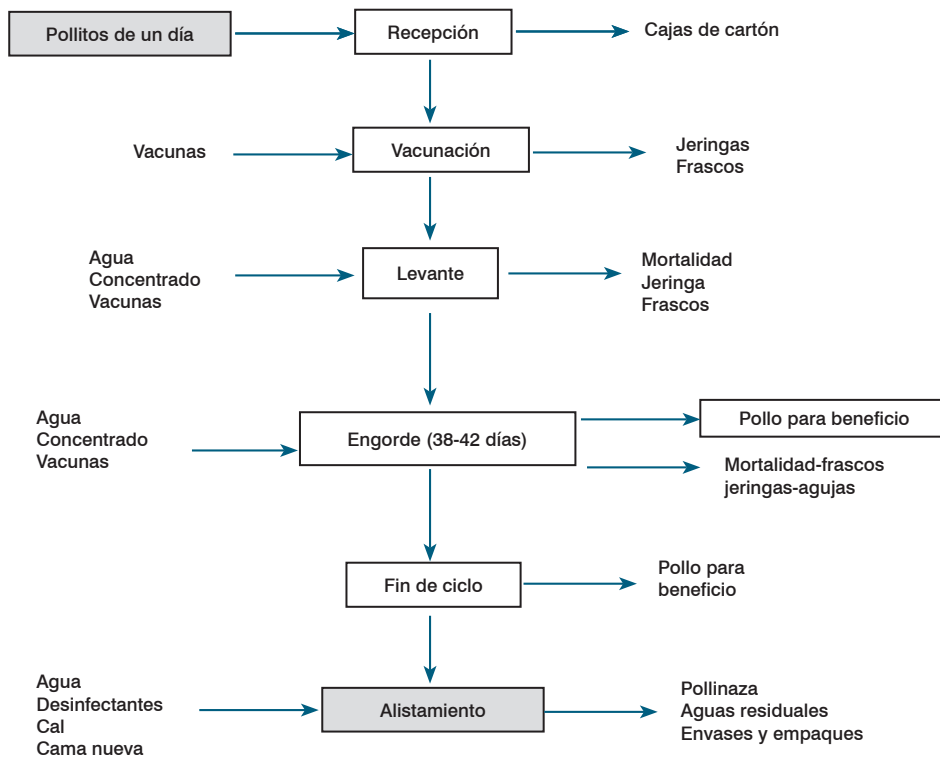 Pollitos de un día
Recepción
Cajas de cartón
Vacunas
Vacunación
Jeringas
Frascos
Agua
Concentrado
Vacunas
Levante
Mortalidad
Jeringa
Frascos
Agua
Concentrado
Vacunas
Engorde (38-42 días)
Pollo para beneficio
Mortalidad-frascos
jeringas-agujas
Fin de ciclo
Pollo para
beneficio
Agua
Desinfectantes
Cal
Cama nueva
Alistamiento
Pollinaza
Aguas residuales
Envases y empaques